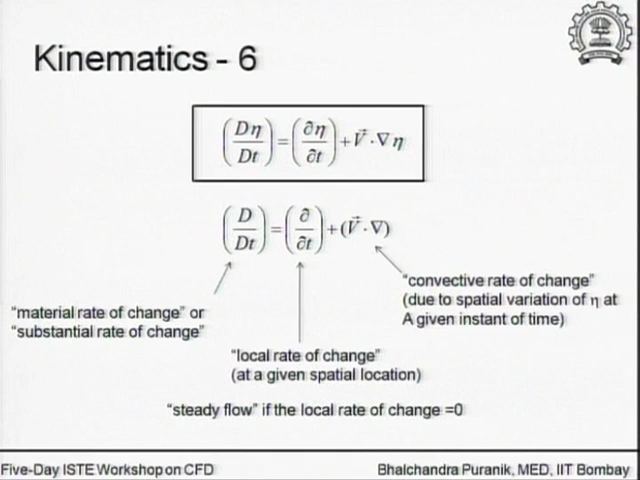 Kinematics - 6
(Dη/Dt) = (∂η/∂t) + V⃗ · ∇η
(D/Dt) = (∂/∂t) + (V⃗ · ∇)
"convective rate of change"
(due to spatial variation of η at
A given instant of time)
"material rate of change" or
"substantial rate of change"
"local rate of change"
(at a given spatial location)
"steady flow" if the local rate of change =0
Five-Day ISTE Workshop on CFD
Bhalchandra Puranik, MED, IIT Bombay